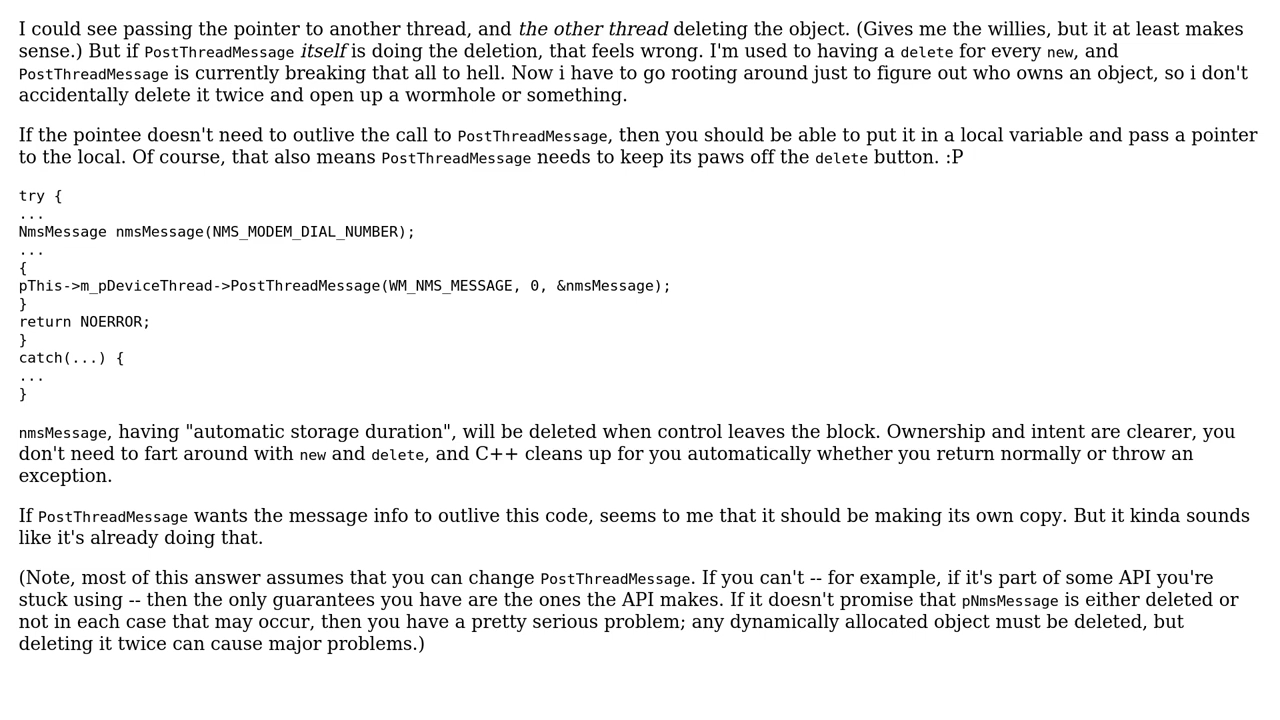 I could see passing the pointer to another thread, and the other thread deleting the object. (Gives me the willies, but it at least makes
sense.) But if PostThreadMessage itself is doing the deletion, that feels wrong. I'm used to having a delete for every new, and
PostThreadMessage is currently breaking that all to hell. Now i have to go rooting around just to figure out who owns an object, so i don't
accidentally delete it twice and open up a wormhole or something.
If the pointee doesn't need to outlive the call to PostThreadMessage, then you should be able to put it in a local variable and pass a pointer
to the local. Of course, that also means PostThreadMessage needs to keep its paws off the delete button. :P
try {
...
NmsMessage nmsMessage(NMS_MODEM_DIAL_NUMBER);
...
{
pThis->m_pDeviceThread->PostThreadMessage(WM_NMS_MESSAGE, 0, &nmsMessage);
}
return NOERROR;
}
catch(...) {
...
}
nmsMessage, having "automatic storage duration", will be deleted when control leaves the block. Ownership and intent are clearer, you
don't need to fart around with new and delete, and C++ cleans up for you automatically whether you return normally or throw an
exception.
If PostThreadMessage wants the message info to outlive this code, seems to me that it should be making its own copy. But it kinda sounds
like it's already doing that.
(Note, most of this answer assumes that you can change PostThreadMessage. If you can't -- for example, if it's part of some API you're
stuck using -- then the only guarantees you have are the ones the API makes. If it doesn't promise that pNmsMessage is either deleted or
not in each case that may occur, then you have a pretty serious problem; any dynamically allocated object must be deleted, but
deleting it twice can cause major problems.)